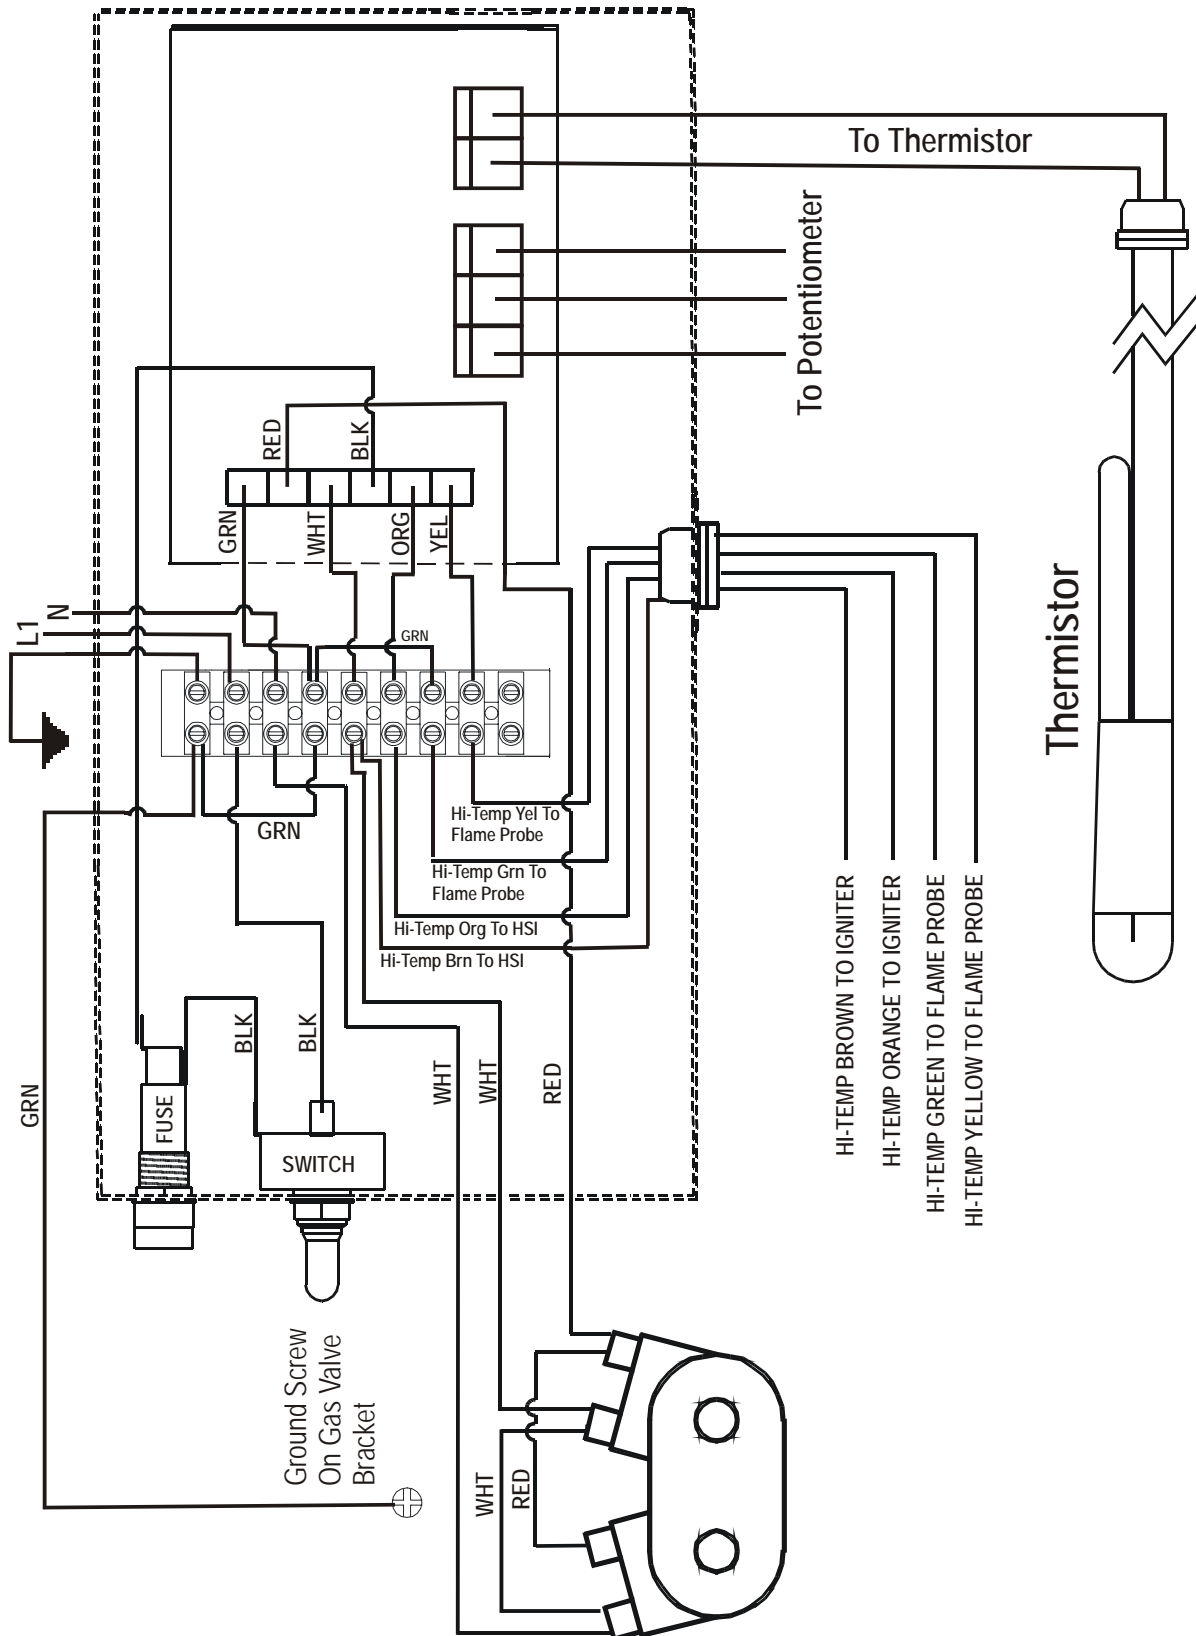 To Thermistor
To Potentiometer
RED
BLK
GRN
WHT
ORG
YEL
L1
N
GRN
Thermistor
GRN
Hi-Temp Yel To
Flame Probe
Hi-Temp Grn To
Flame Probe
Hi-Temp Org To HSI
Hi-Temp Brn To HSI
HI-TEMP BROWN TO IGNITER
HI-TEMP ORANGE TO IGNITER
HI-TEMP GREEN TO FLAME PROBE
HI-TEMP YELLOW TO FLAME PROBE
GRN
BLK
BLK
WHT
WHT
RED
FUSE
SWITCH
Ground Screw
On Gas Valve
Bracket
WHT
RED